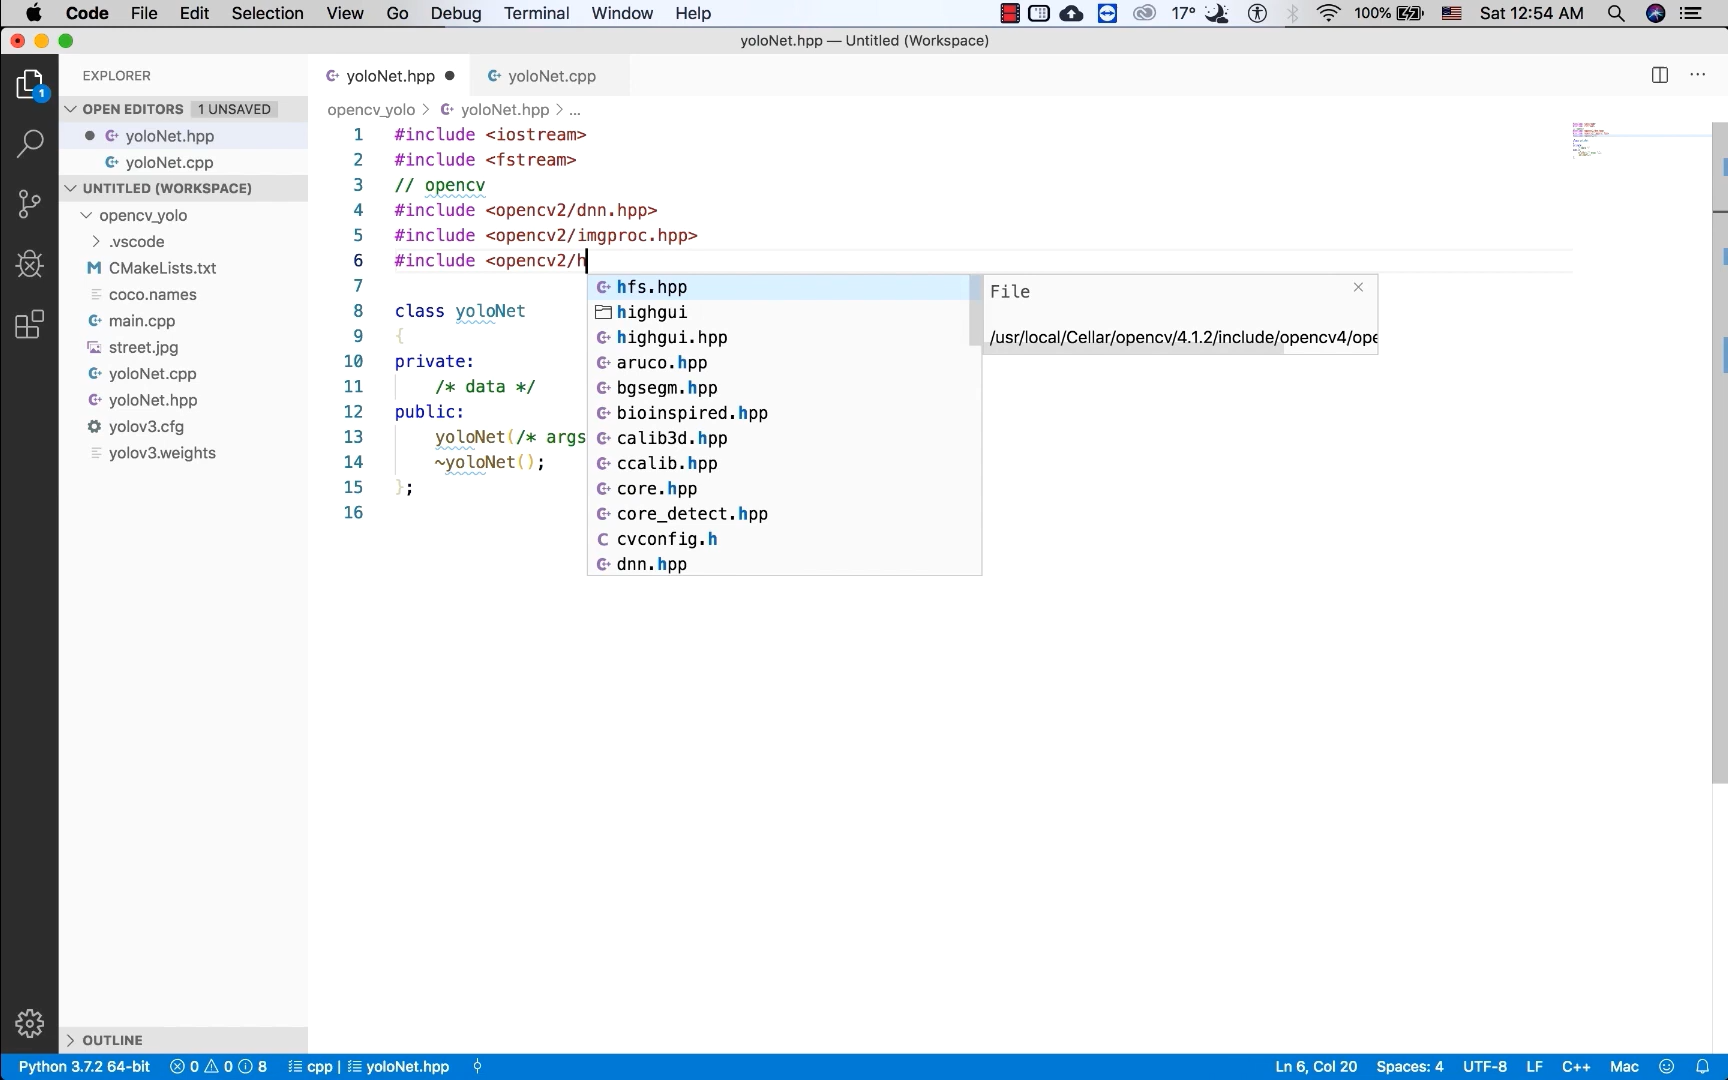 Code File Edit Selection View Go Debug Terminal Window Help 17° 100% Sat 12:54 AM
yoloNet.hpp — Untitled (Workspace)
EXPLORER
OPEN EDITORS 1 UNSAVED
yoloNet.hpp
yoloNet.cpp
UNTITLED (WORKSPACE)
opencv_yolo
.vscode
CMakeLists.txt
coco.names
main.cpp
street.jpg
yoloNet.cpp
yoloNet.hpp
yolov3.cfg
yolov3.weights
OUTLINE
1
yoloNet.hpp yoloNet.cpp
opencv_yolo > yoloNet.hpp > ...
1 #include <iostream>
2 #include <fstream>
3 // opencv
4 #include <opencv2/dnn.hpp>
5 #include <opencv2/imgproc.hpp>
6 #include <opencv2/h
7
8 class yoloNet
9 {
10 private:
11 /* data */
12 public:
13 yoloNet(/* args
14 ~yoloNet();
15 };
16
hfs.hpp
highgui
highgui.hpp
aruco.hpp
bgsegm.hpp
bioinspired.hpp
calib3d.hpp
ccalib.hpp
core.hpp
core_detect.hpp
cvconfig.h
dnn.hpp
File
/usr/local/Cellar/opencv/4.1.2/include/opencv4/ope
Python 3.7.2 64-bit 0 0 8 cpp | yoloNet.hpp Ln 6, Col 20 Spaces: 4 UTF-8 LF C++ Mac